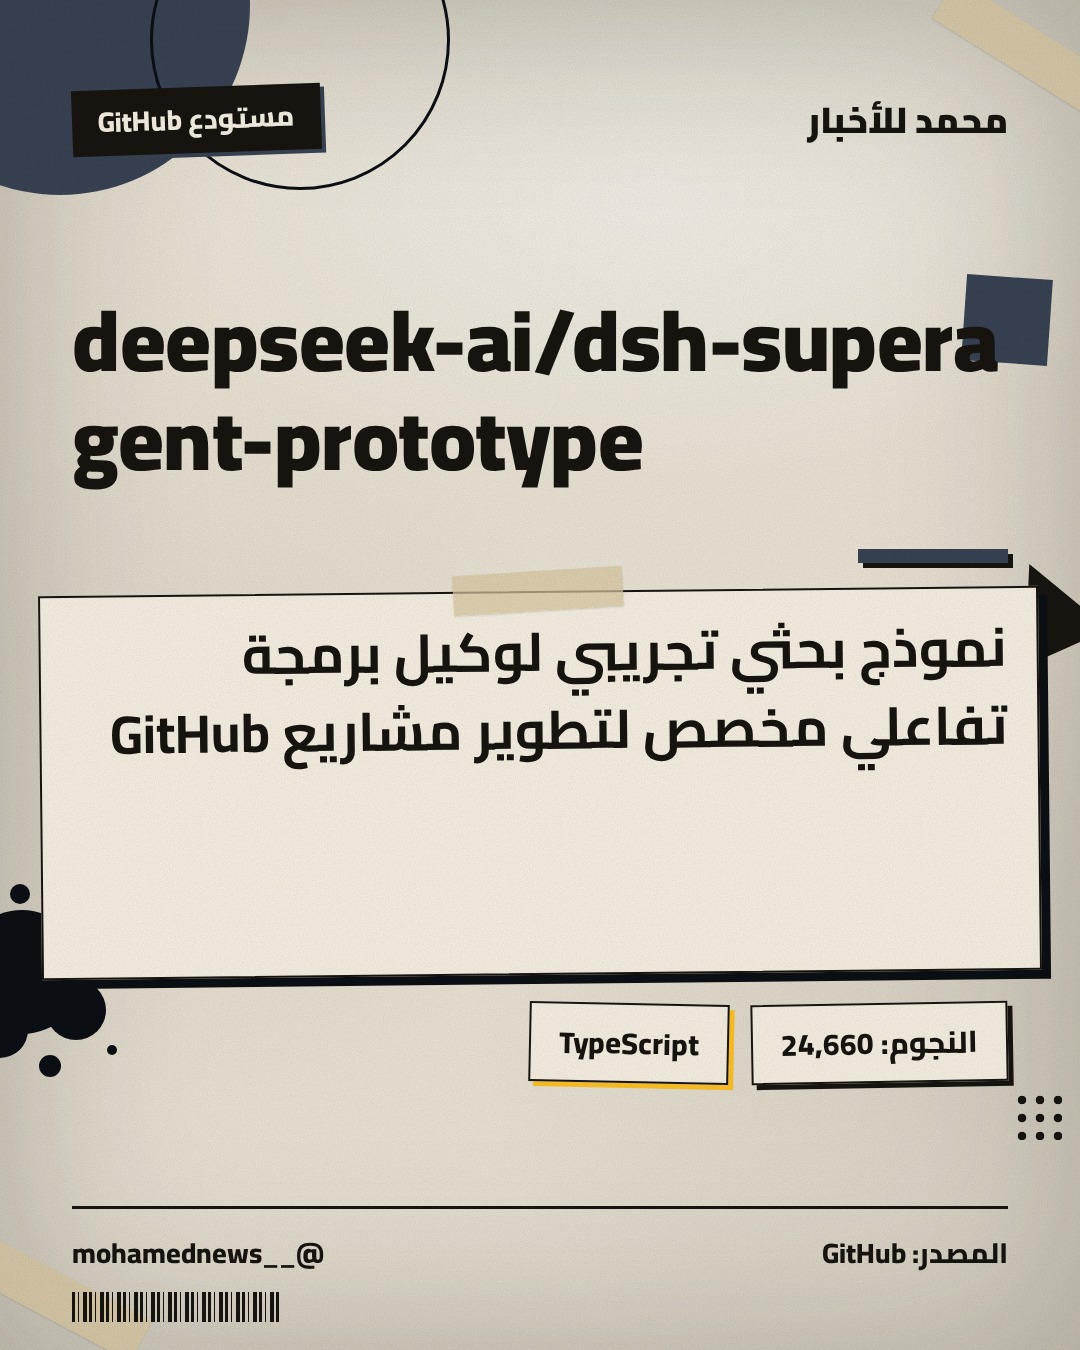 محمد للأخبار
مستودع GitHub
deepseek-ai/dsh-supera
gent-prototype
نموذج بحثي تجريبي لوكيل برمجة
تفاعلي مخصص لتطوير مشاريع GitHub
النجوم: 24,660
TypeScript
المصدر: GitHub
mohamednews__@